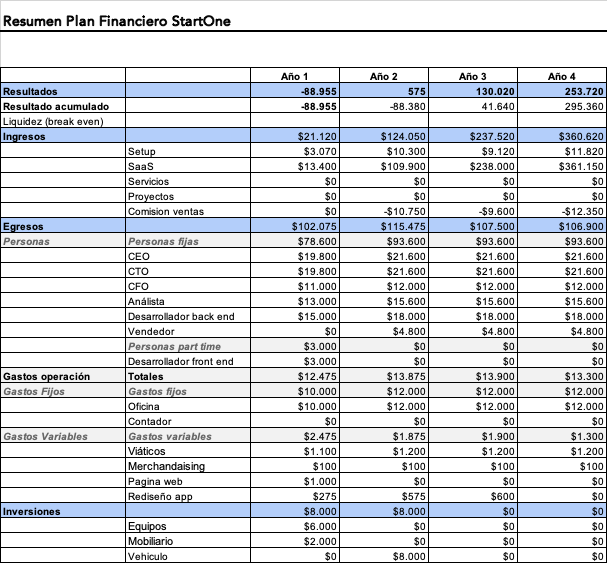 Resumen Plan Financiero StartOne
Año 1 Año 2 Año 3 Año 4
Resultados -88.955 575 130.020 253.720
Resultado acumulado -88.955 -88.380 41.640 295.360
Liquidez (break even)
Ingresos $21.120 $124.050 $237.520 $360.620
Setup $3.070 $10.300 $9.120 $11.820
SaaS $13.400 $109.900 $238.000 $361.150
Servicios $0 $0 $0 $0
Proyectos $0 $0 $0 $0
Comision ventas $0 -$10.750 -$9.600 -$12.350
Egresos $102.075 $115.475 $107.500 $106.900
Personas Personas fijas $78.600 $93.600 $93.600 $93.600
CEO $19.800 $21.600 $21.600 $21.600
CTO $19.800 $21.600 $21.600 $21.600
CFO $11.000 $12.000 $12.000 $12.000
Análista $13.000 $15.600 $15.600 $15.600
Desarrollador back end $15.000 $18.000 $18.000 $18.000
Vendedor $0 $4.800 $4.800 $4.800
Personas part time $3.000 $0 $0 $0
Desarrollador front end $3.000 $0 $0 $0
Gastos operación Totales $12.475 $13.875 $13.900 $13.300
Gastos Fijos Gastos fijos $10.000 $12.000 $12.000 $12.000
Oficina $10.000 $12.000 $12.000 $12.000
Contador $0 $0 $0 $0
Gastos Variables Gastos variables $2.475 $1.875 $1.900 $1.300
Viáticos $1.100 $1.200 $1.200 $1.200
Merchandaising $100 $100 $100 $100
Pagina web $1.000 $0 $0 $0
Rediseño app $275 $575 $600 $0
Inversiones $8.000 $8.000 $0 $0
Equipos $6.000 $0 $0 $0
Mobiliario $2.000 $0 $0 $0
Vehiculo $0 $8.000 $0 $0